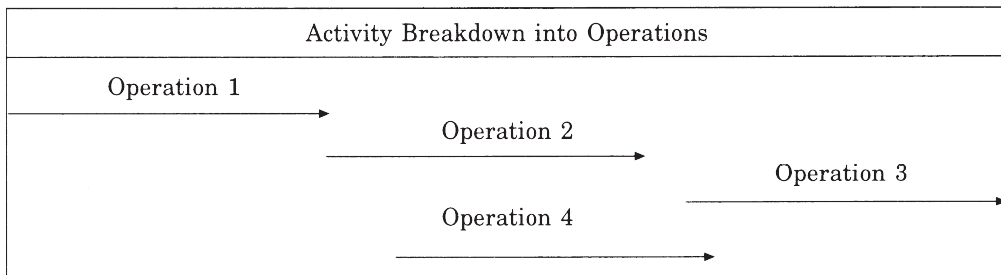 Activity Breakdown into Operations
Operation 1
Operation 2
Operation 3
Operation 4